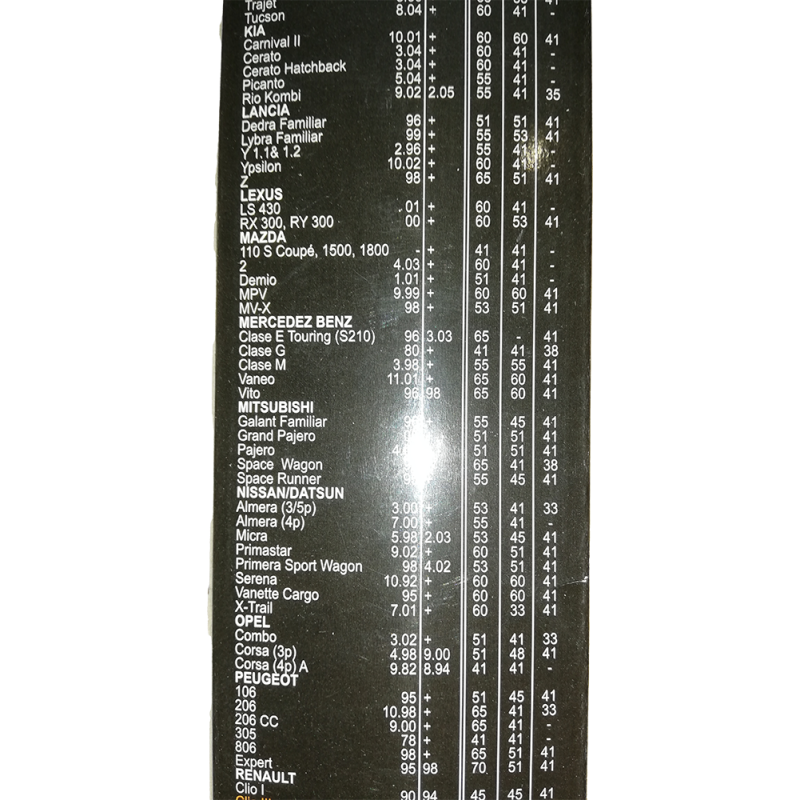 Trajet
Tucson 8.04 + 60 41 -
KIA
Carnival II 10.01 + 60 60 41
Cerato 3.04 + 60 41 -
Cerato Hatchback 3.04 + 60 41 -
Picanto 5.04 + 55 41 -
Rio Kombi 9.02 2.05 55 41 35
LANCIA
Dedra Familiar 96 + 51 51 41
Lybra Familiar 99 + 55 53 41
Y 1.1& 1.2 2.96 + 55 41 -
Ypsilon 10.02 + 60 41 -
Z 98 + 65 51 41
LEXUS
LS 430 01 + 60 41 -
RX 300, RY 300 00 + 60 53 41
MAZDA
110 S Coupé, 1500, 1800 - + 41 41 -
2 4.03 + 60 41 -
Demio 1.01 + 51 41 -
MPV 9.99 + 60 60 41
MV-X 98 + 53 51 41
MERCEDEZ BENZ
Clase E Touring (S210) 96 3.03 65 - 41
Clase G 80 + 41 41 38
Clase M 3.98 + 55 55 41
Vaneo 11.01 + 65 60 41
Vito 96 98 65 60 41
MITSUBISHI
Galant Familiar 55 45 41
Grand Pajero 51 51 41
Pajero 51 51 41
Space Wagon 65 41 38
Space Runner 55 45 41
NISSAN/DATSUN
Almera (3/5p) 3.00 + 53 41 33
Almera (4p) 7.00 + 55 41 -
Micra 5.98 2.03 53 45 41
Primastar 9.02 + 60 51 41
Primera Sport Wagon 98 4.02 53 51 41
Serena 10.92 + 60 60 41
Vanette Cargo 95 + 60 60 41
X-Trail 7.01 + 60 33 41
OPEL
Combo 3.02 + 51 41 33
Corsa (3p) 4.98 9.00 51 48 41
Corsa (4p) A 9.82 8.94 41 41 -
PEUGEOT
106 95 + 51 45 41
206 10.98 + 65 41 33
206 CC 9.00 + 65 41 -
305 78 + 41 41 -
806 98 + 65 51 41
Expert 95 98 70 51 41
RENAULT
Clio I 90 94 45 45 41